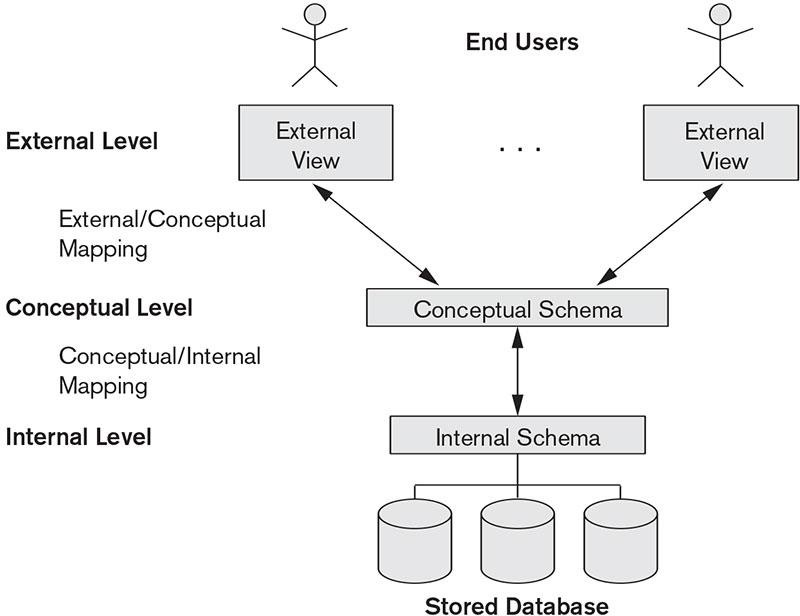 End Users
External Level
External
View
. . .
External
View
External/Conceptual
Mapping
Conceptual Level
Conceptual Schema
Conceptual/Internal
Mapping
Internal Level
Internal Schema
Stored Database